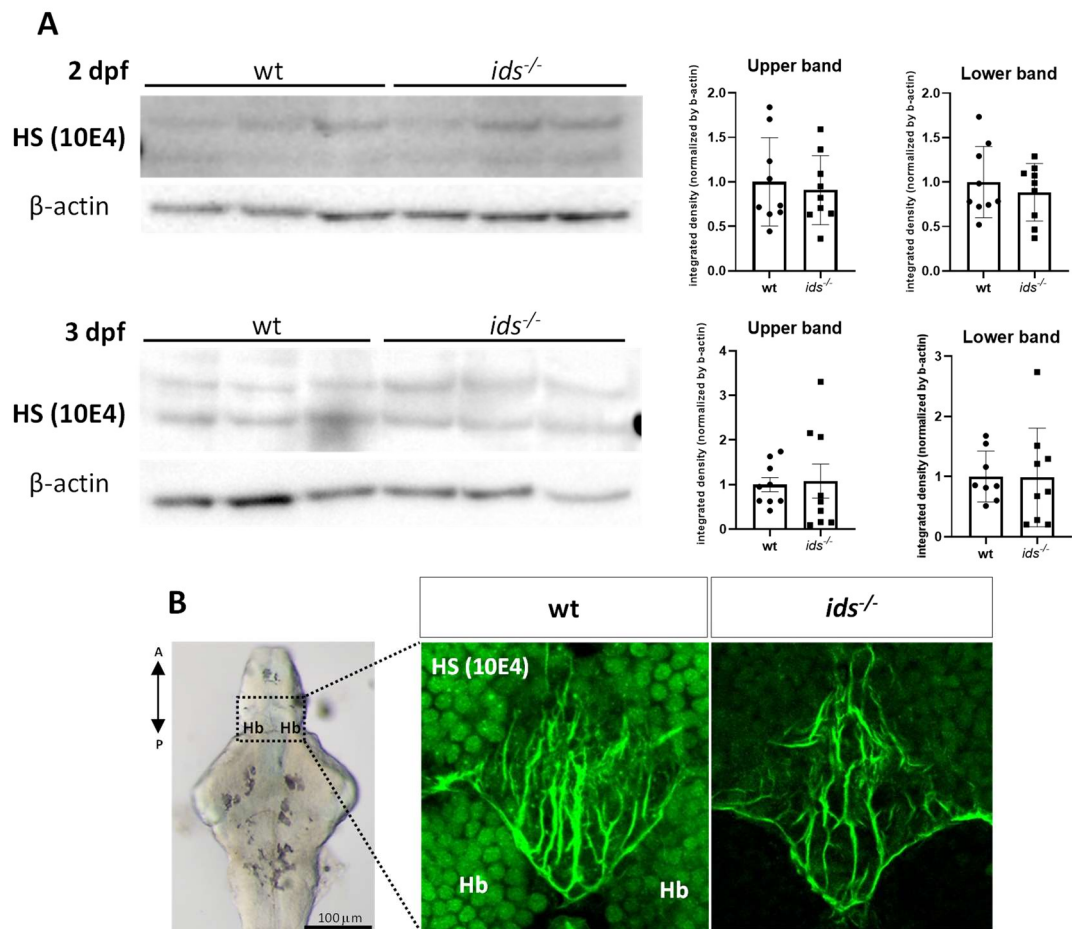 A
2 dpf
wt
ids-/-
HS (10E4)
β-actin
Upper band
integrated density (normalized by b-actin)
2.0
1.5
1.0
0.5
0.0
wt
ids-/-
Lower band
integrated density (normalized by b-actin)
2.0
1.5
1.0
0.5
0.0
wt
ids-/-
3 dpf
wt
ids-/-
HS (10E4)
β-actin
Upper band
integrated density (normalized by b-actin)
4
3
2
1
0
wt
ids-/-
Lower band
integrated density (normalized by b-actin)
3
2
1
0
wt
ids-/-
B
A
P
Hb Hb
100 μm
wt
ids-/-
HS (10E4)
Hb Hb